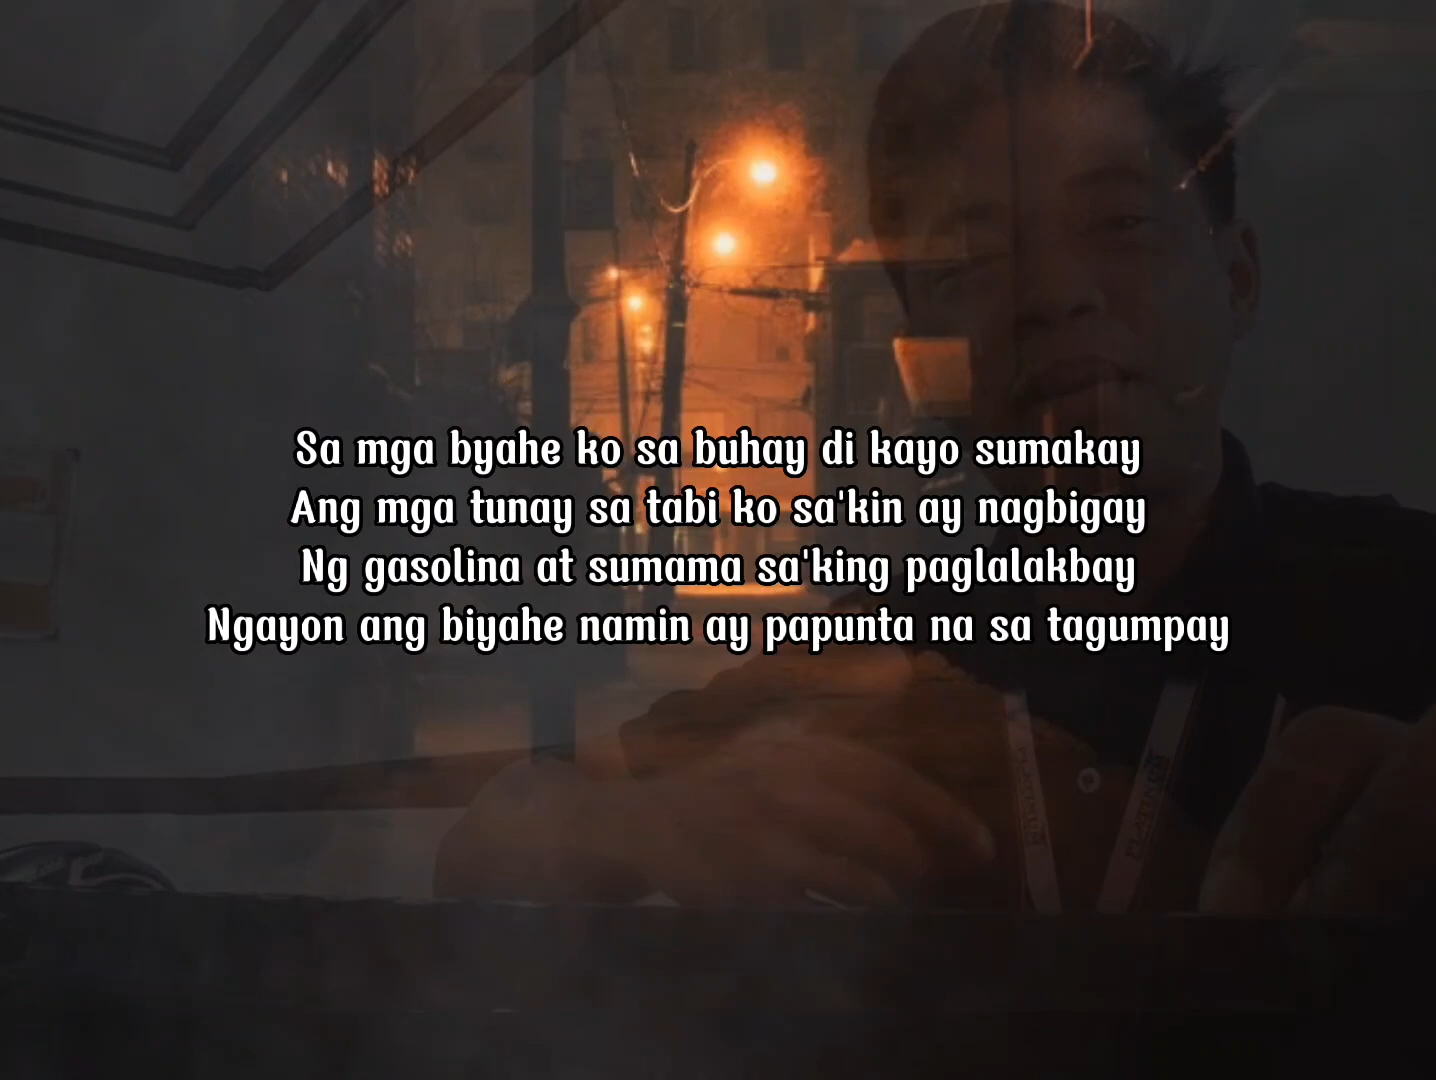 Sa mga byahe ko sa buhay di kayo sumakay
Ang mga tunay sa tabi ko sa'kin ay nagbigay
Ng gasolina at sumama sa'king paglalakbay
Ngayon ang biyahe namin ay papunta na sa tagumpay